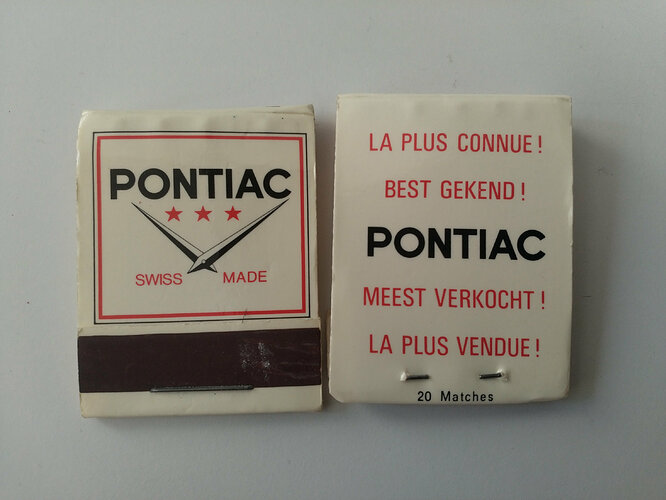 PONTIAC
SWISS MADE
LA PLUS CONNUE!
BEST GEKEND!
PONTIAC
MEEST VERKOCHT!
LA PLUS VENDUE!
20 Matches